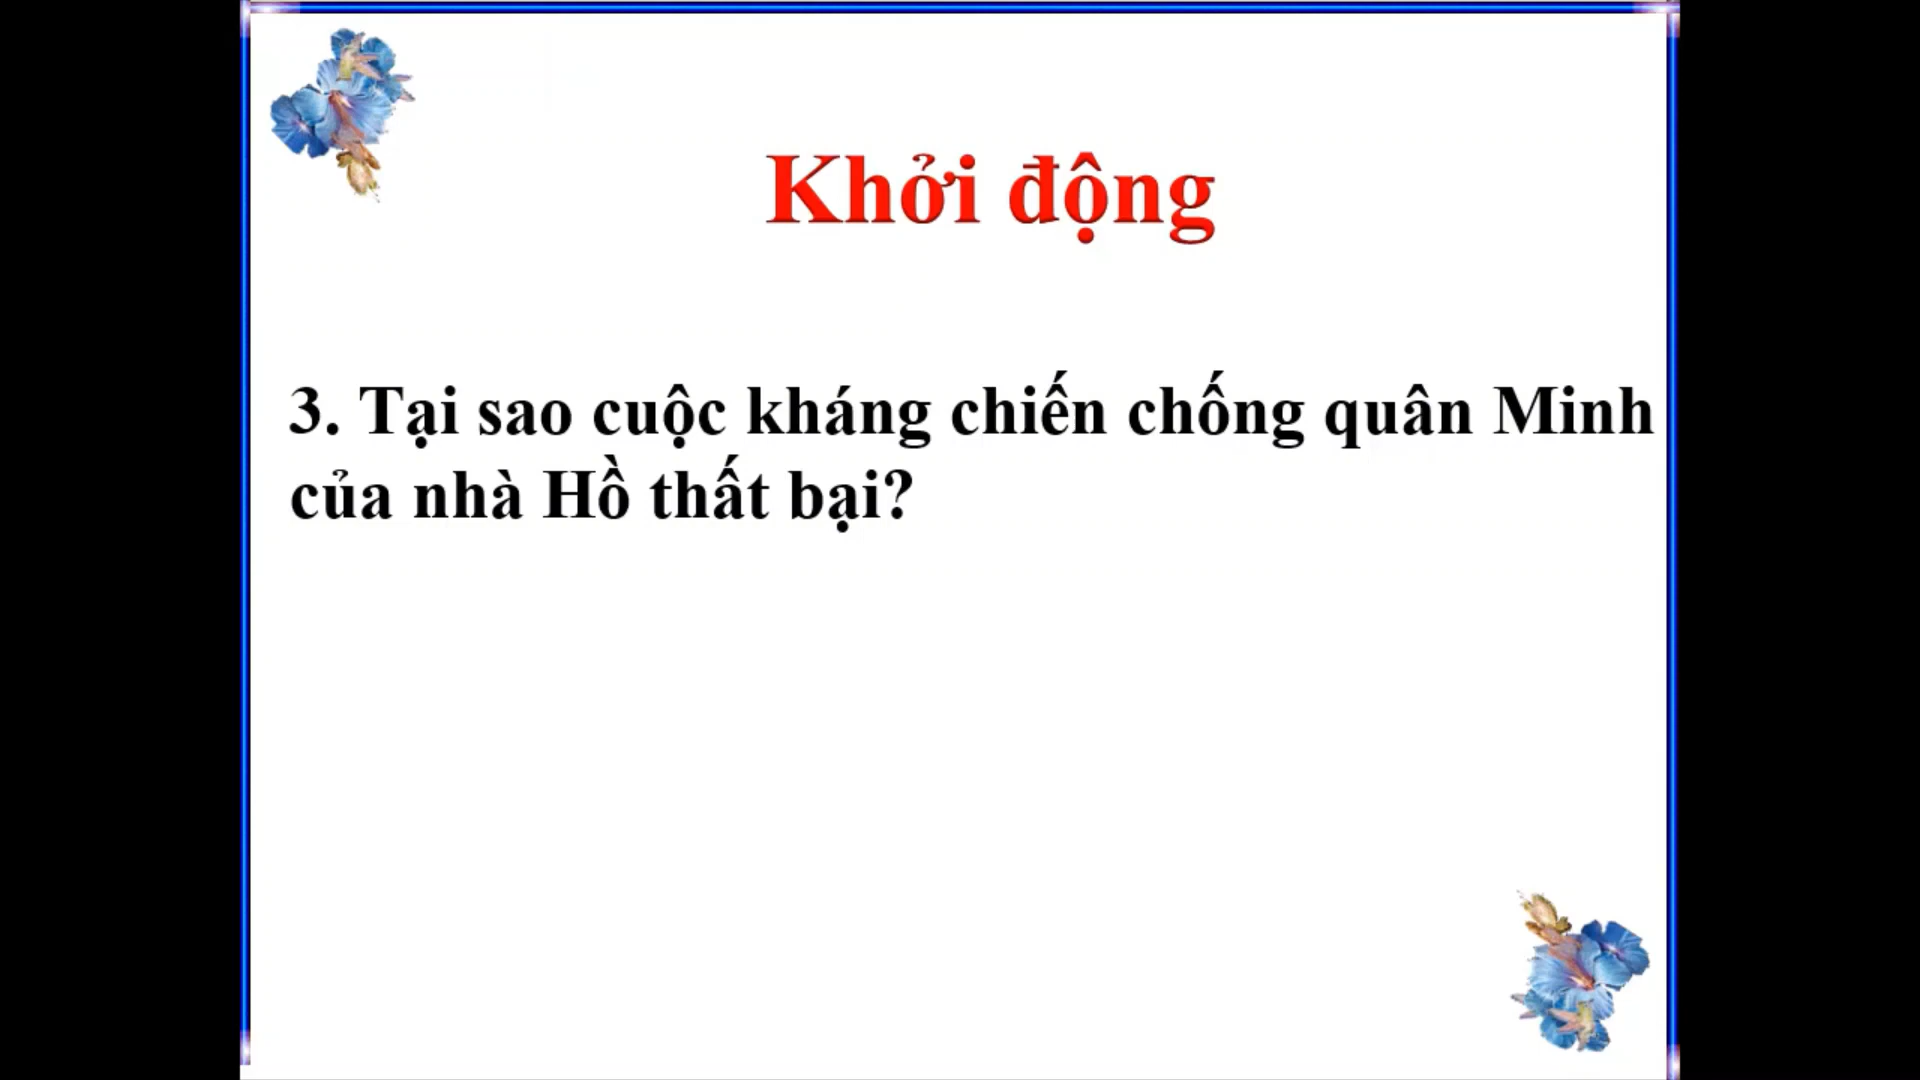 Khởi động
3. Tại sao cuộc kháng chiến chống quân Minh
của nhà Hồ thất bại?